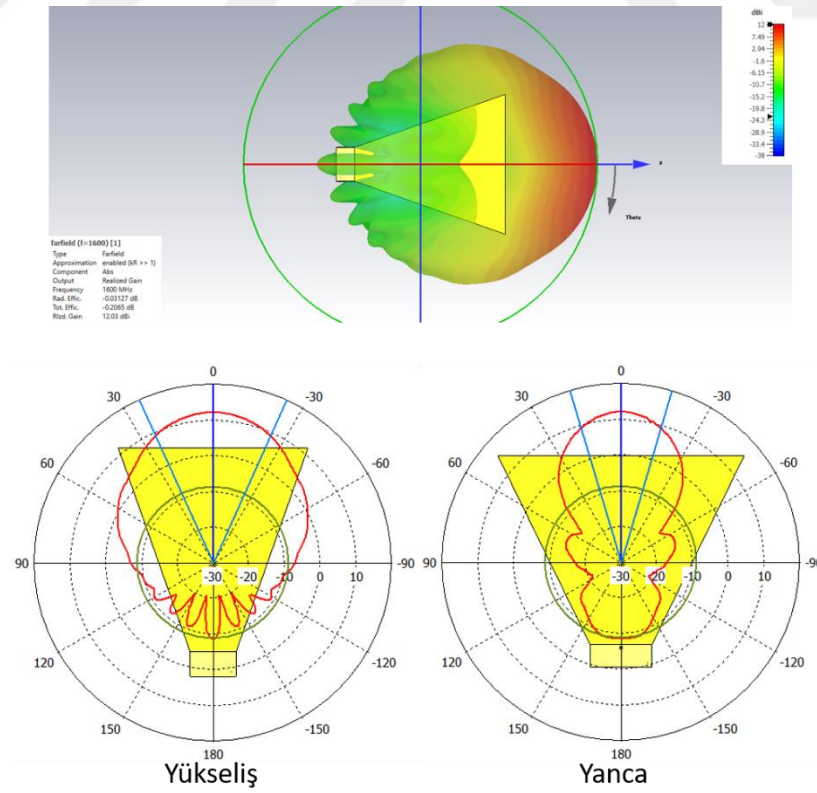 dBi
12
7.49
2.94
-1.6
-6.15
-10.7
-15.2
-19.8
-24.3
-28.9
-33.4
-38
z
Theta
farfield (f=1600) [1]
Type Farfield
Approximation enabled (kR >> 1)
Component Abs
Output Realized Gain
Frequency 1600 MHz
Rad. Effic. -0.03127 dB
Tot. Effic. -0.2065 dB
Rlzd. Gain 12.03 dBi
0
30 -30
60 -60
90 -30 -20 -10 0 10 -90
120 -120
150 -150
180
Yükseliş
0
30 -30
60 -60
90 -30 -20 -10 0 10 -90
120 -120
150 -150
180
Yanca